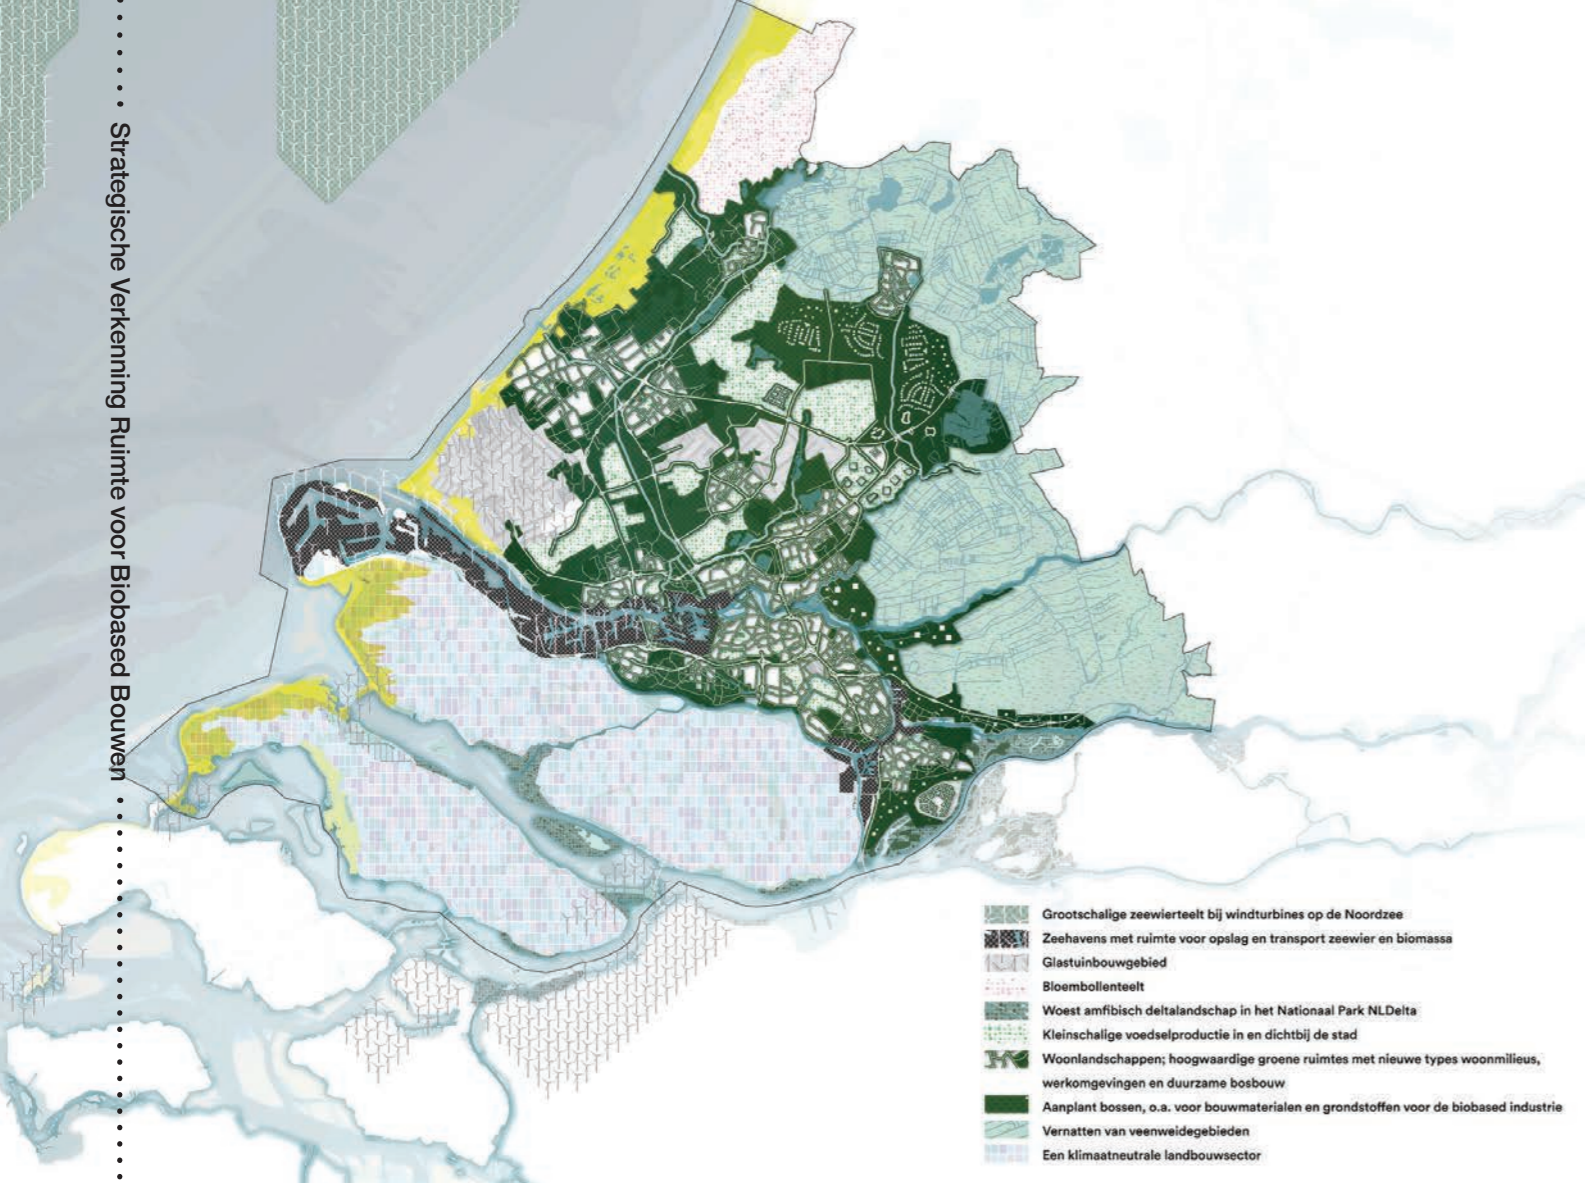 Strategische Verkenning Ruimte voor Biobased Bouwen
Grootschalige zeewierteelt bij windturbines op de Noordzee
Zeehavens met ruimte voor opslag en transport zeewier en biomassa
Glastuinbouwgebied
Bloembollenteelt
Woest amfibisch deltalandschap in het Nationaal Park NLDelta
Kleinschalige voedselproductie in en dichtbij de stad
Woonlandschappen; hoogwaardige groene ruimtes met nieuwe types woonmilieus,
werkomgevingen en duurzame bosbouw
Aanplant bossen, o.a. voor bouwmaterialen en grondstoffen voor de biobased industrie
Vernatten van veenweidegebieden
Een klimaatneutrale landbouwsector